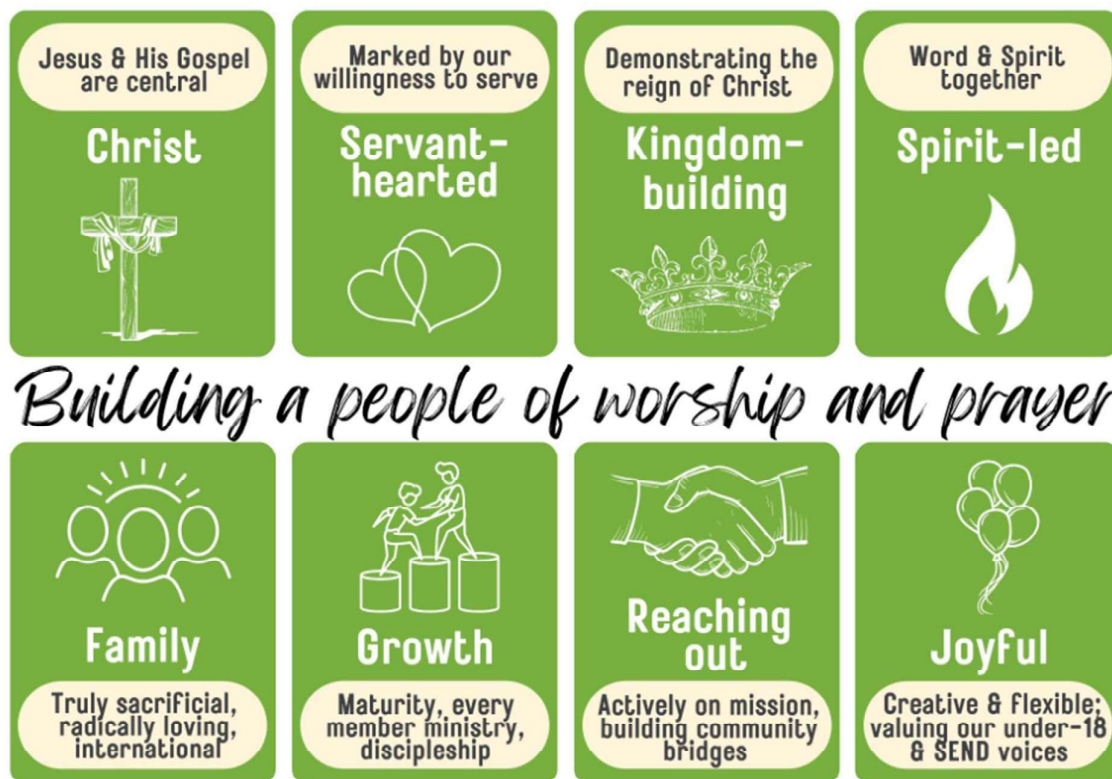 Jesus & His Gospel
are central
Christ
Marked by our
willingness to serve
Servant-
hearted
Demonstrating the
reign of Christ
Kingdom-
building
Word & Spirit
together
Spirit-led
Building a people of worship and prayer
Family
Truly sacrificial,
radically loving,
international
Growth
Maturity, every
member ministry,
discipleship
Reaching
out
Actively on mission,
building community
bridges
Joyful
Creative & flexible;
valuing our under-18
& SEND voices